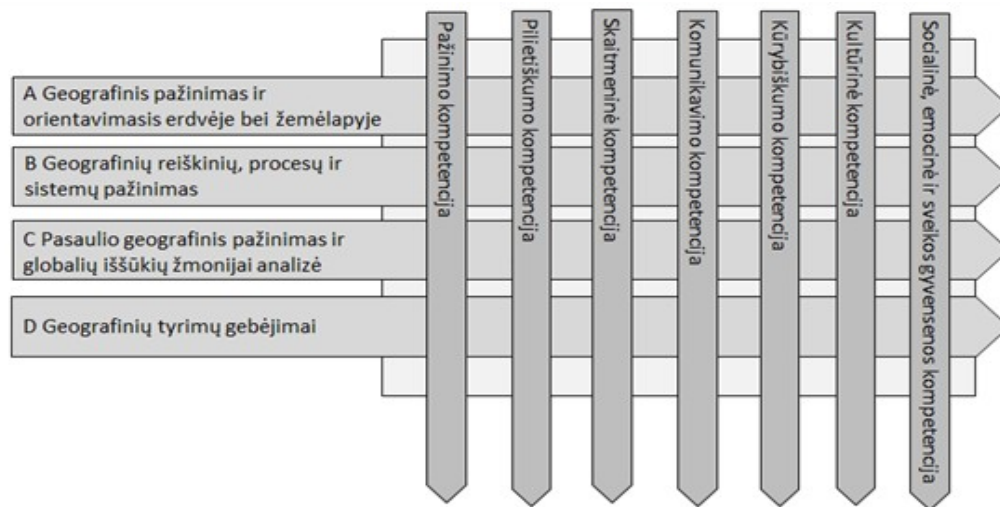 A Geografinis pažinimas ir
orientavimasis erdvėje bei žemėlapyje
B Geografinių reiškinių, procesų ir
sistemų pažinimas
C Pasaulio geografinis pažinimas ir
globalių iššūkių žmonijai analizė
D Geografinių tyrimų gebėjimai
Pažinimo kompetencija
Pilietiškumo kompetencija
Skaitmeninė kompetencija
Komunikavimo kompetencija
Kūrybiškumo kompetencija
Kultūrinė kompetencija
Socialinė, emocinė ir sveikos gyvensenos kompetencija